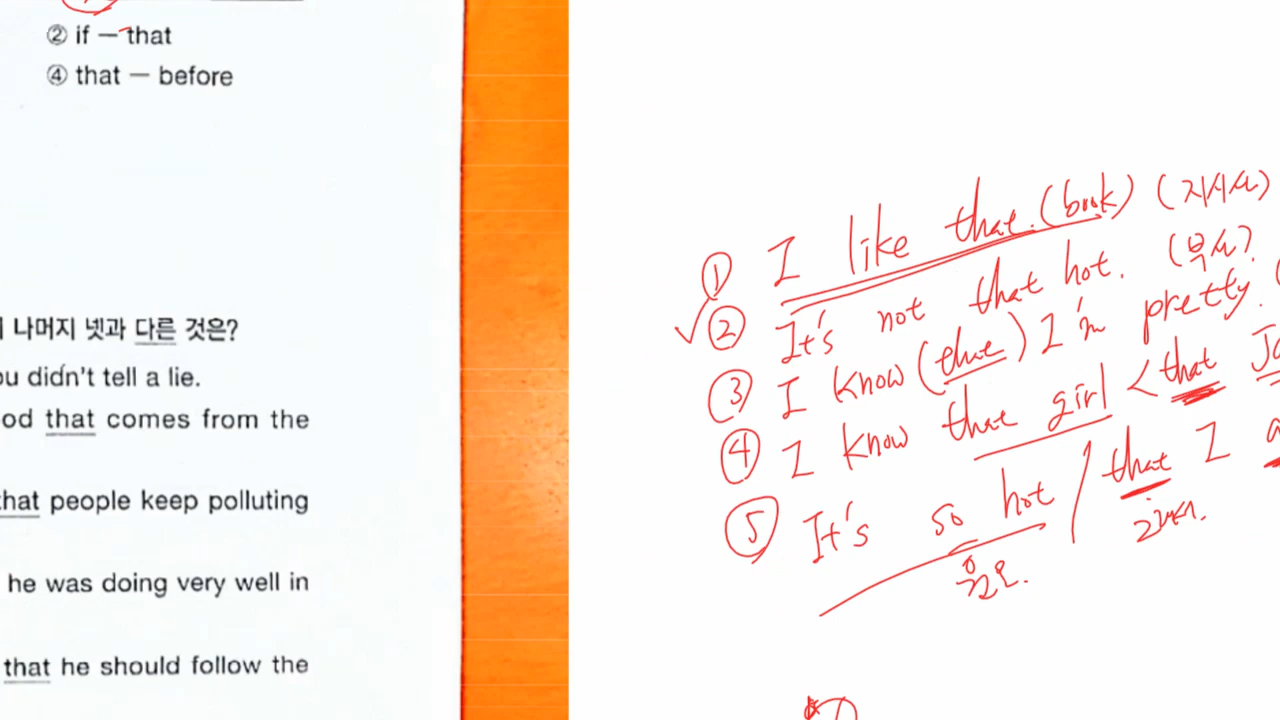 ② if — that
④ that — before
나머지 넷과 다른 것은?
ou didn't tell a lie.
od that comes from the
that people keep polluting
he was doing very well in
that he should follow the
① I like that. (book) (지시사)
② It's not that hot. (부사?
③ I know (that) I'm pretty. (
④ I know that girl < that
⑤ It's so hot / that I
원인.